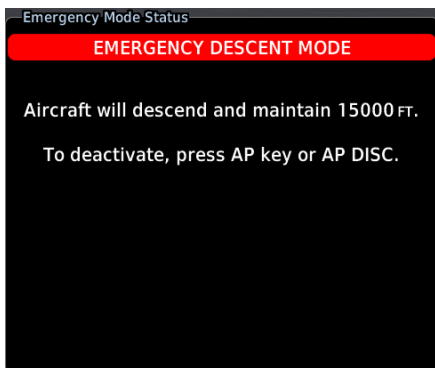 Emergency Mode Status
EMERGENCY DESCENT MODE
Aircraft will descend and maintain 15000 FT.
To deactivate, press AP key or AP DISC.